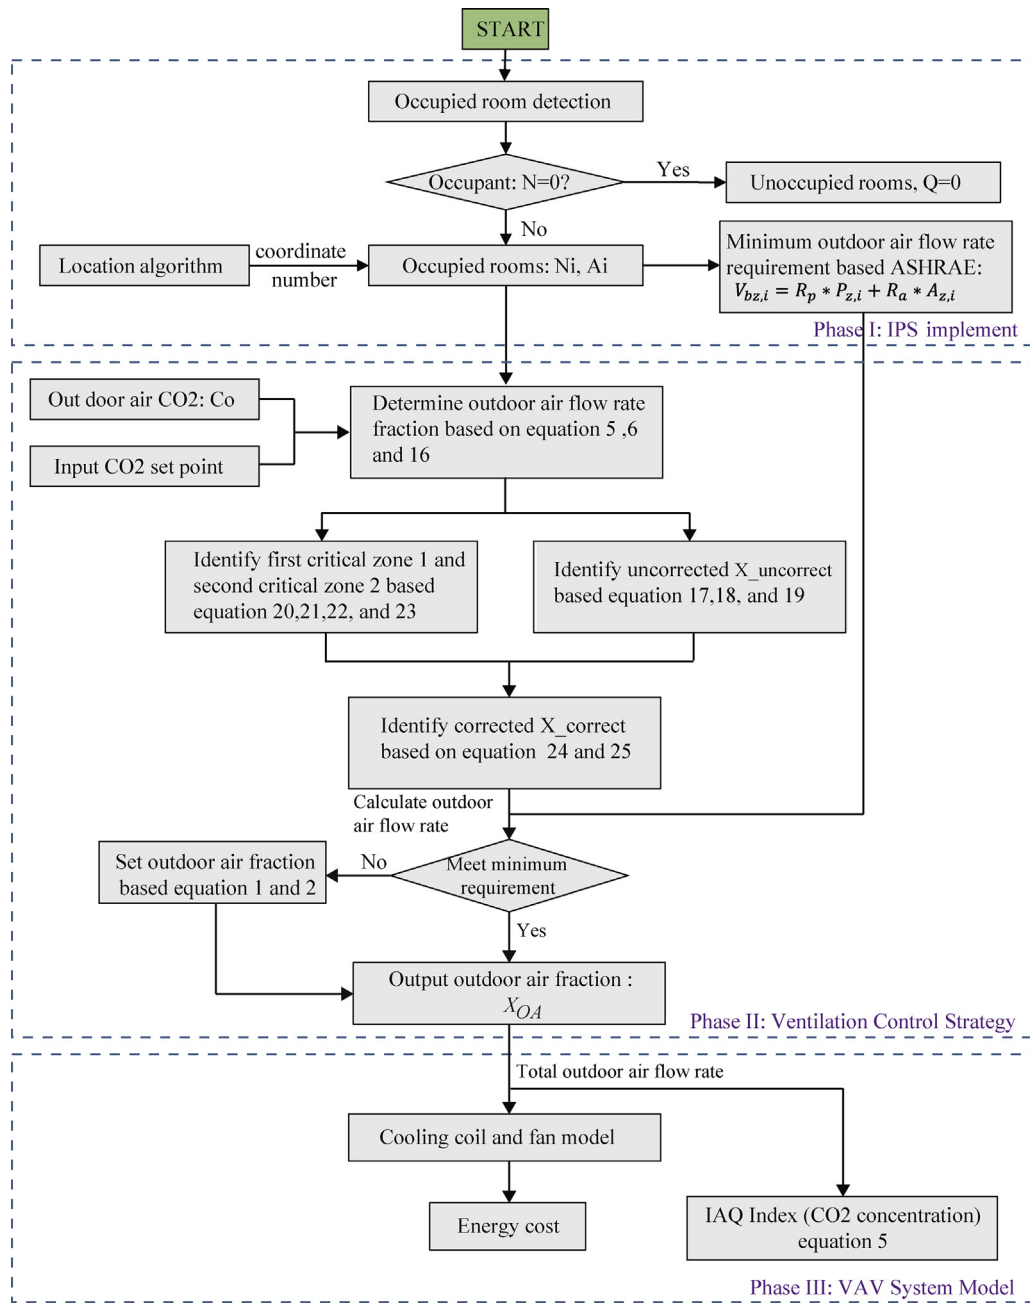 START
Occupied room detection
Occupant: N=0?
Yes
Unoccupied rooms, Q=0
No
Location algorithm
coordinate
number
Occupied rooms: Ni, Ai
Minimum outdoor air flow rate
requirement based ASHRAE:
V_{bz,i} = R_p * P_{z,i} + R_a * A_{z,i}
Phase I: IPS implement
Out door air CO2: Co
Input CO2 set point
Determine outdoor air flow rate
fraction based on equation 5 ,6
and 16
Identify first critical zone 1 and
second critical zone 2 based
equation 20,21,22, and 23
Identify uncorrected X_uncorrect
based equation 17,18, and 19
Identify corrected X_correct
based on equation 24 and 25
Calculate outdoor
air flow rate
Meet minimum
requirement
No
Set outdoor air fraction
based equation 1 and 2
Yes
Output outdoor air fraction :
X_{OA}
Phase II: Ventilation Control Strategy
Total outdoor air flow rate
Cooling coil and fan model
Energy cost
IAQ Index (CO2 concentration)
equation 5
Phase III: VAV System Model